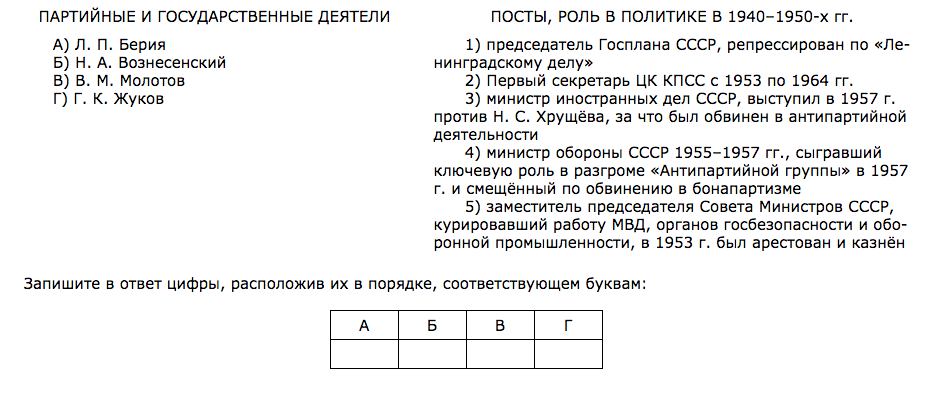 ПАРТИЙНЫЕ И ГОСУДАРСТВЕННЫЕ ДЕЯТЕЛИ
А) Л. П. Берия
Б) Н. А. Вознесенский
В) В. М. Молотов
Г) Г. К. Жуков
ПОСТЫ, РОЛЬ В ПОЛИТИКЕ В 1940–1950-х гг.
1) председатель Госплана СССР, репрессирован по «Ле-
нинградскому делу»
2) Первый секретарь ЦК КПСС с 1953 по 1964 гг.
3) министр иностранных дел СССР, выступил в 1957 г.
против Н. С. Хрущёва, за что был обвинен в антипартийной
деятельности
4) министр обороны СССР 1955–1957 гг., сыгравший
ключевую роль в разгроме «Антипартийной группы» в 1957
г. и смещённый по обвинению в бонапартизме
5) заместитель председателя Совета Министров СССР,
курировавший работу МВД, органов госбезопасности и обо-
ронной промышленности, в 1953 г. был арестован и казнён
Запишите в ответ цифры, расположив их в порядке, соответствующем буквам:
А Б В Г